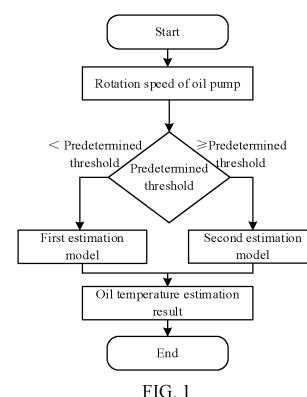 Start
Rotation speed of oil pump
< Predetermined
threshold
≥Predetermined
threshold
Predetermined
threshold
First estimation
model
Second estimation
model
Oil temperature estimation
result
End
FIG. 1